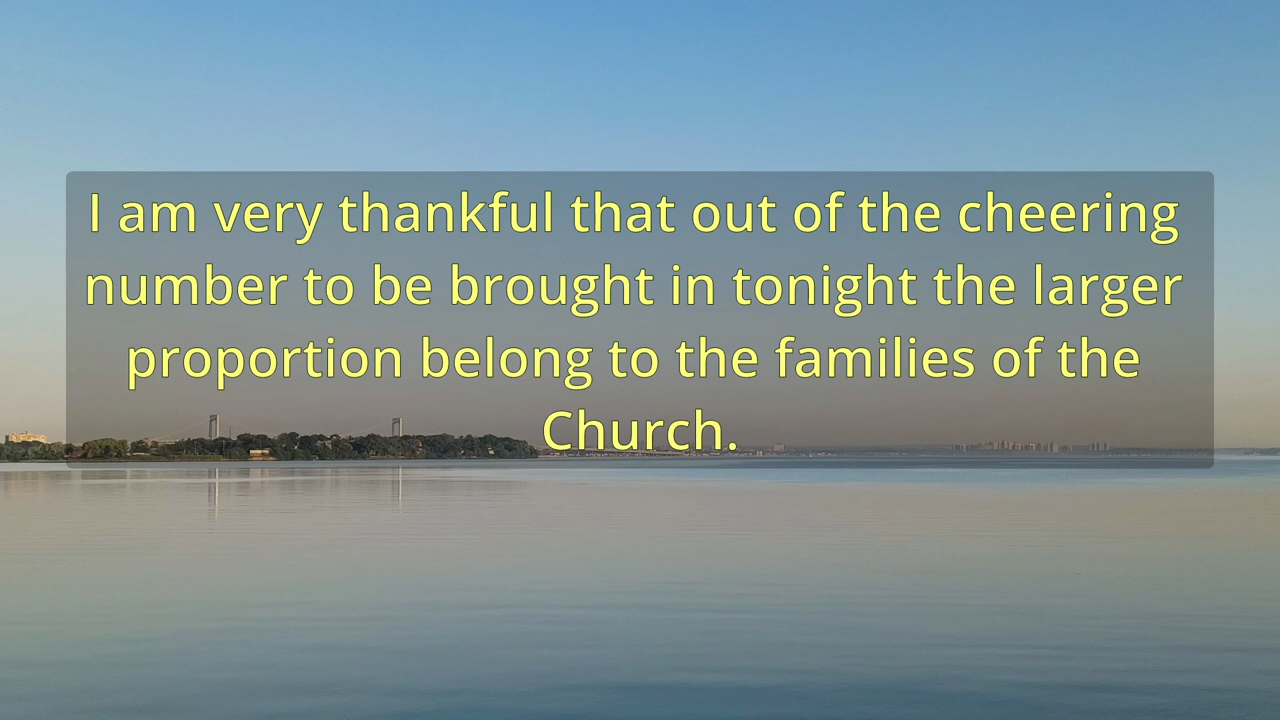 I am very thankful that out of the cheering
number to be brought in tonight the larger
proportion belong to the families of the
Church.